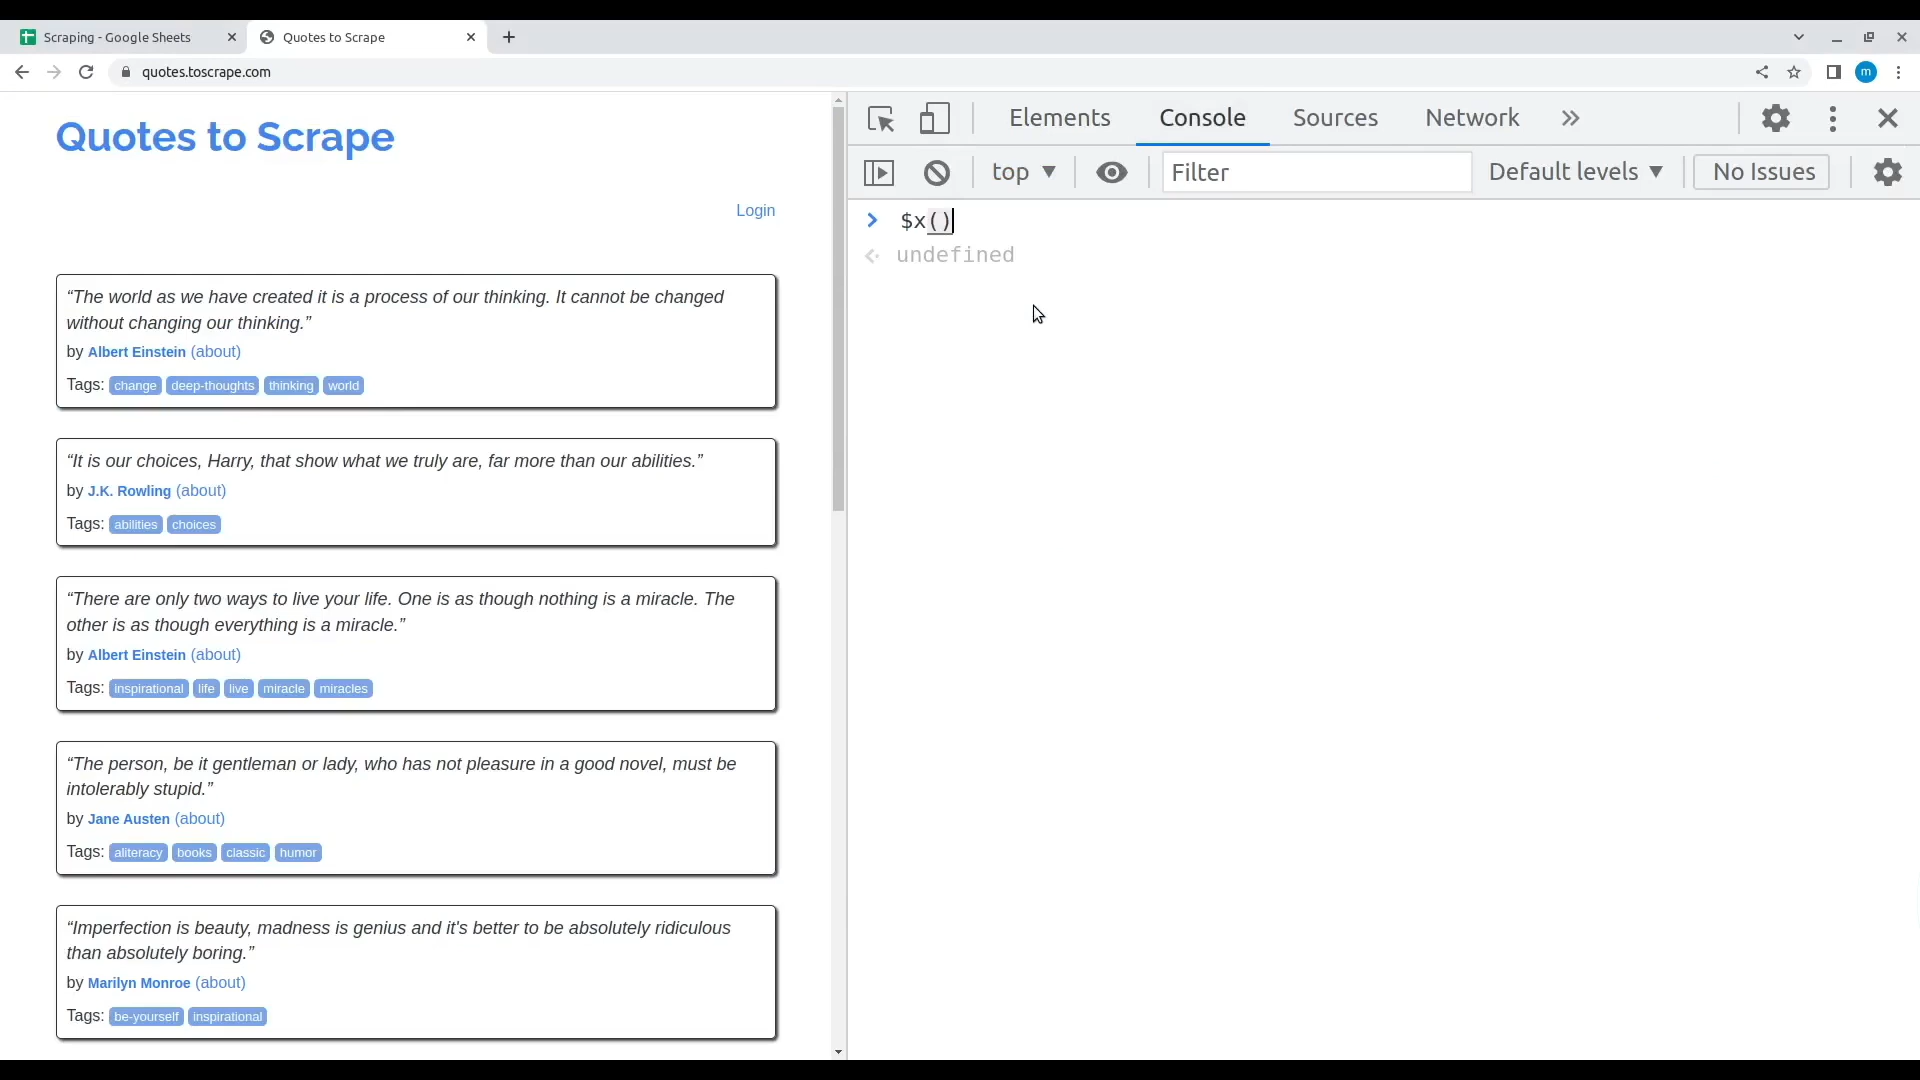 Scraping - Google Sheets
Quotes to Scrape
quotes.toscrape.com
m
Quotes to Scrape
Login
“The world as we have created it is a process of our thinking. It cannot be changed
without changing our thinking.”
by Albert Einstein (about)
Tags: change deep-thoughts thinking world
“It is our choices, Harry, that show what we truly are, far more than our abilities.”
by J.K. Rowling (about)
Tags: abilities choices
“There are only two ways to live your life. One is as though nothing is a miracle. The
other is as though everything is a miracle.”
by Albert Einstein (about)
Tags: inspirational life live miracle miracles
“The person, be it gentleman or lady, who has not pleasure in a good novel, must be
intolerably stupid.”
by Jane Austen (about)
Tags: aliteracy books classic humor
“Imperfection is beauty, madness is genius and it's better to be absolutely ridiculous
than absolutely boring.”
by Marilyn Monroe (about)
Tags: be-yourself inspirational
Elements Console Sources Network
top Filter Default levels No Issues
$x()
undefined